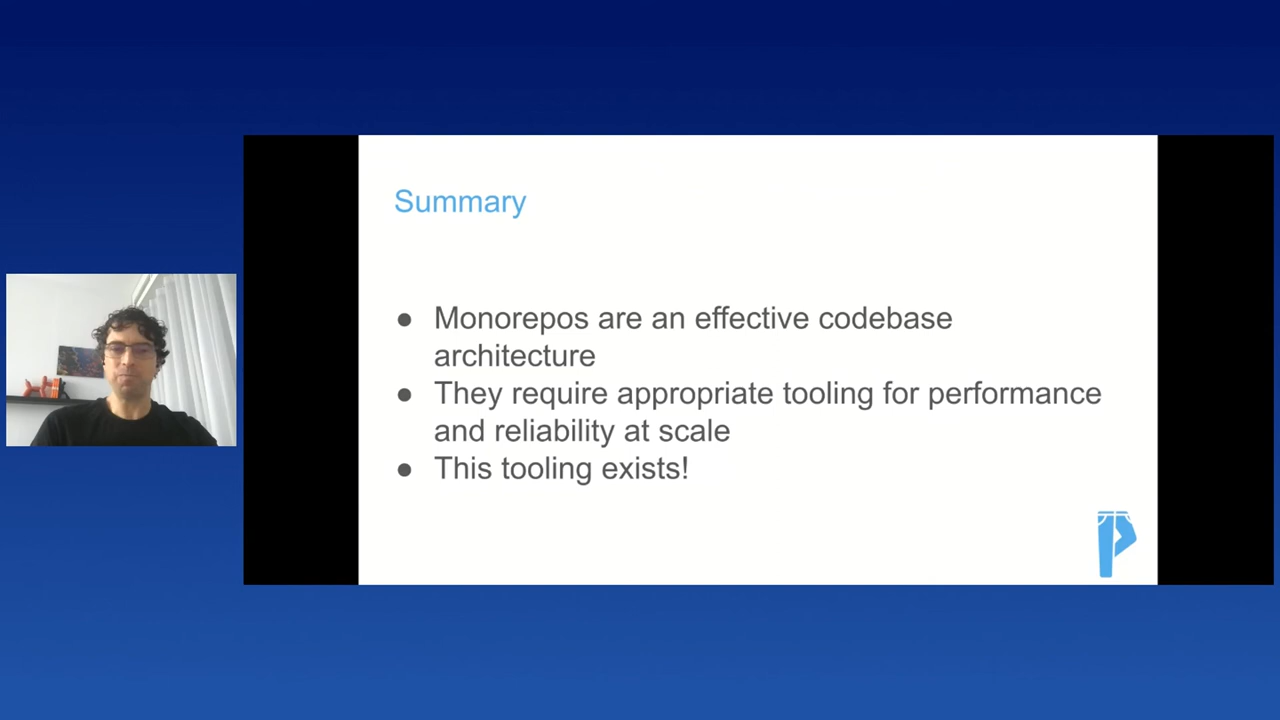 Summary
● Monorepos are an effective codebase
architecture
● They require appropriate tooling for performance
and reliability at scale
● This tooling exists!